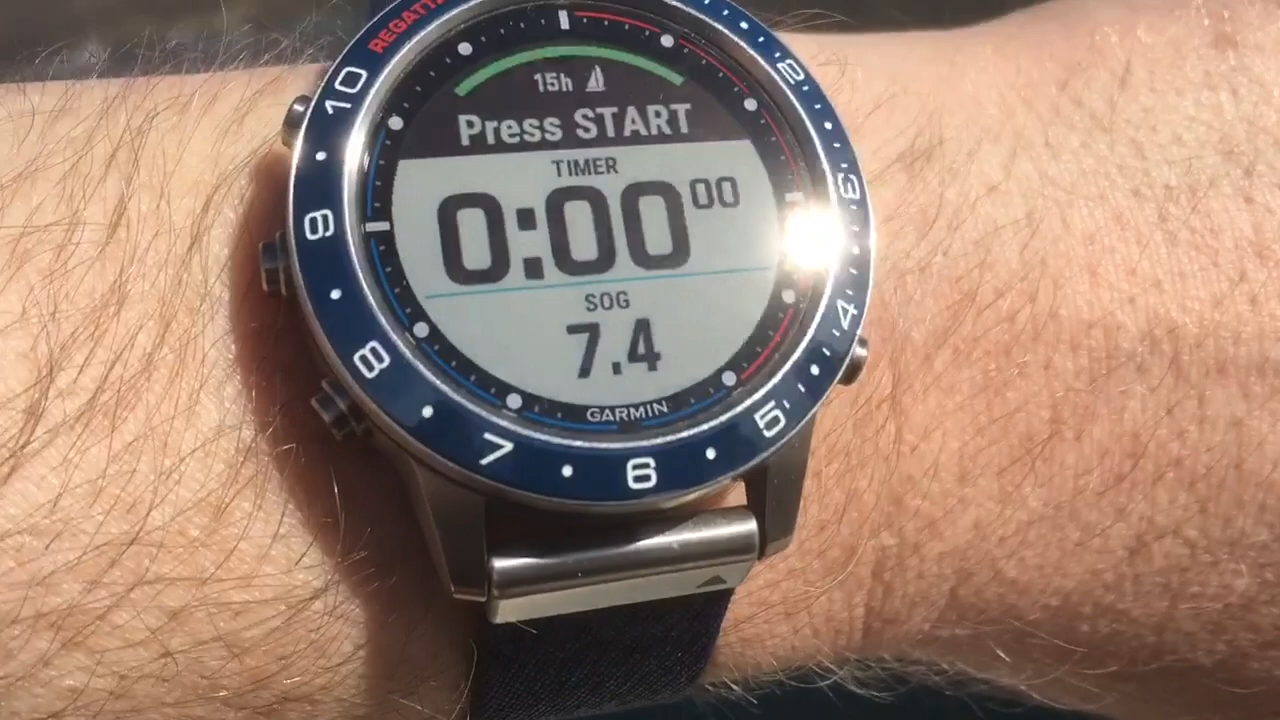 REGATTA
15h
Press START
TIMER
0:00 00
SOG
7.4
GARMIN
2
3
4
5
6
7
8
9
10